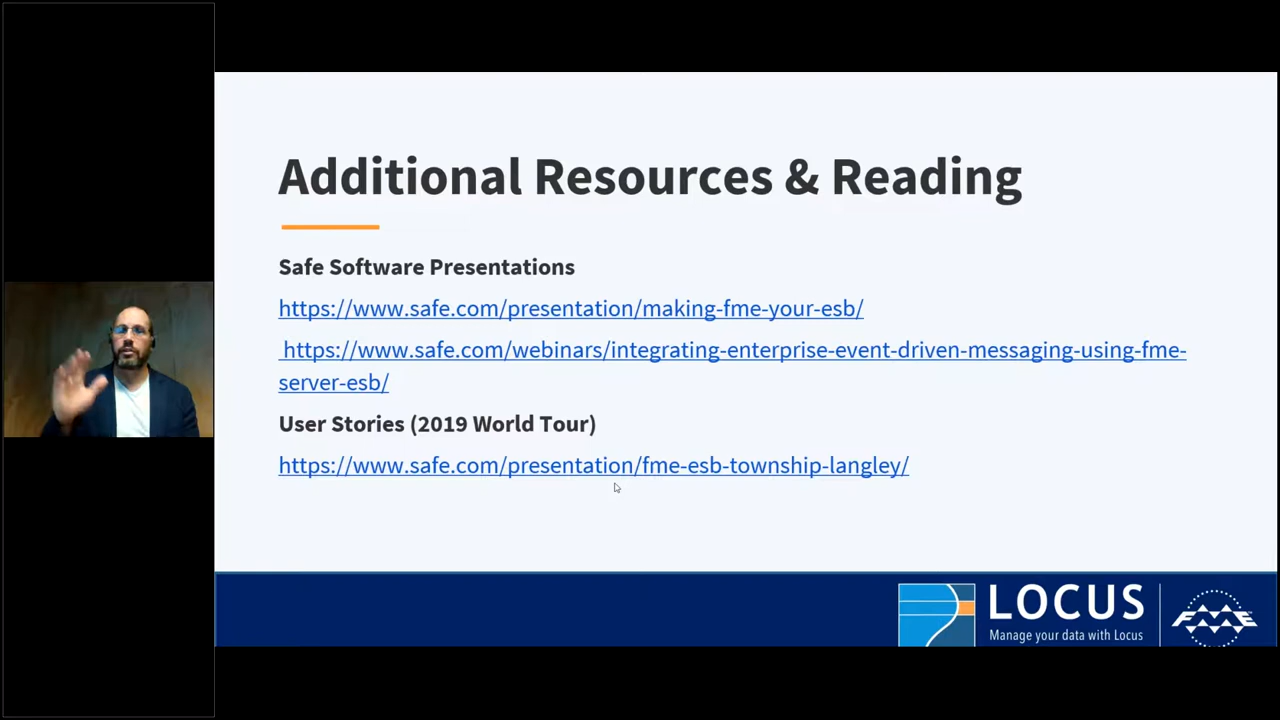 Additional Resources & Reading
Safe Software Presentations
https://www.safe.com/presentation/making-fme-your-esb/
https://www.safe.com/webinars/integrating-enterprise-event-driven-messaging-using-fme-
server-esb/
User Stories (2019 World Tour)
https://www.safe.com/presentation/fme-esb-township-langley/
LOCUS
Manage your data with Locus
FME